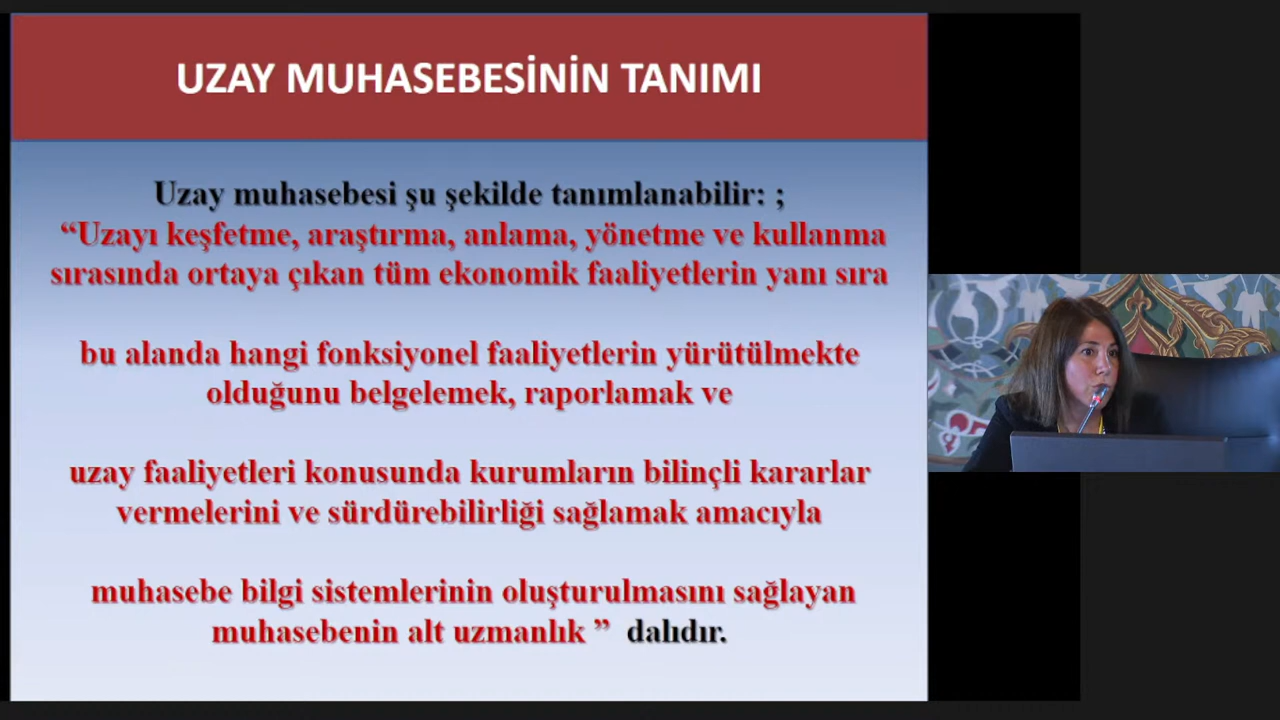 UZAY MUHASEBESİNİN TANIMI
Uzay muhasebesi şu şekilde tanımlanabilir: ;
“Uzayı keşfetme, araştırma, anlama, yönetme ve kullanma
sırasında ortaya çıkan tüm ekonomik faaliyetlerin yanı sıra
bu alanda hangi fonksiyonel faaliyetlerin yürütülmekte
olduğunu belgelemek, raporlamak ve
uzay faaliyetleri konusunda kurumların bilinçli kararlar
vermelerini ve sürdürebilirliği sağlamak amacıyla
muhasebe bilgi sistemlerinin oluşturulmasını sağlayan
muhasebenin alt uzmanlık ” dalıdır.